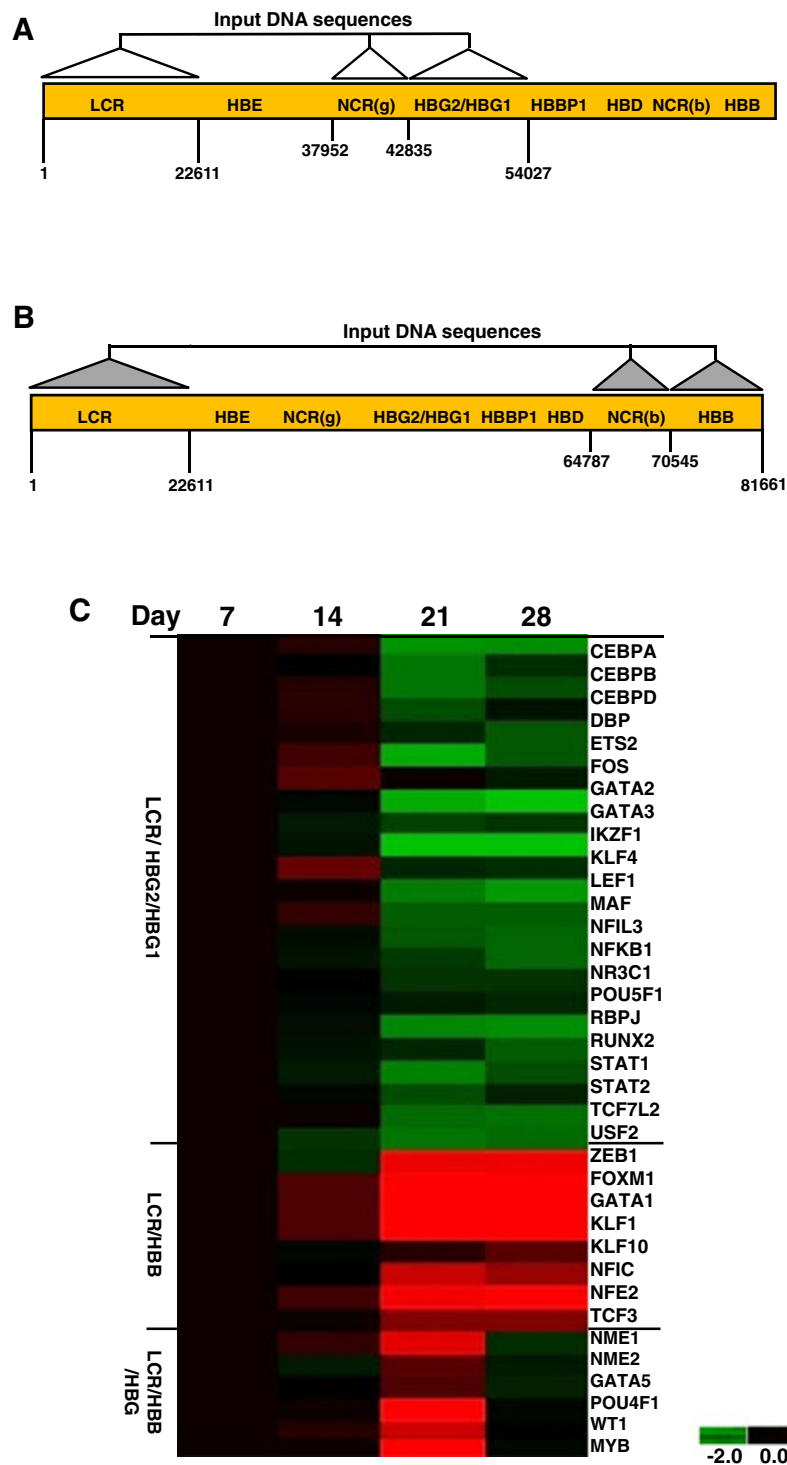 A
Input DNA sequences
LCR HBE NCR(g) HBG2/HBG1 HBBP1 HBD NCR(b) HBB
1 22611 37952 42835 54027
B
Input DNA sequences
LCR HBE NCR(g) HBG2/HBG1 HBBP1 HBD NCR(b) HBB
1 22611 64787 70545 81661
C Day 7 14 21 28
LCR/ HBG2/HBG1
CEBPA
CEBPB
CEBPD
DBP
ETS2
FOS
GATA2
GATA3
IKZF1
KLF4
LEF1
MAF
NFIL3
NFKB1
NR3C1
POU5F1
RBPJ
RUNX2
STAT1
STAT2
TCF7L2
USF2
LCR/HBB
ZEB1
FOXM1
GATA1
KLF1
KLF10
NFIC
NFE2
TCF3
LCR/HBB
/HBG
NME1
NME2
GATA5
POU4F1
WT1
MYB
-2.0 0.0